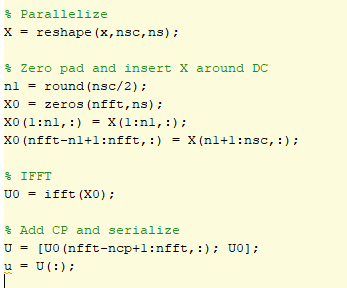 % Parallelize
X = reshape(x,nsc,ns);
% Zero pad and insert X around DC
n1 = round(nsc/2);
X0 = zeros(nfft,ns);
X0(1:n1,:) = X(1:n1,:);
X0(nfft-n1+1:nfft,:) = X(n1+1:nsc,:);
% IFFT
U0 = ifft(X0);
% Add CP and serialize
U = [U0(nfft-ncp+1:nfft,:); U0];
u = U(:);